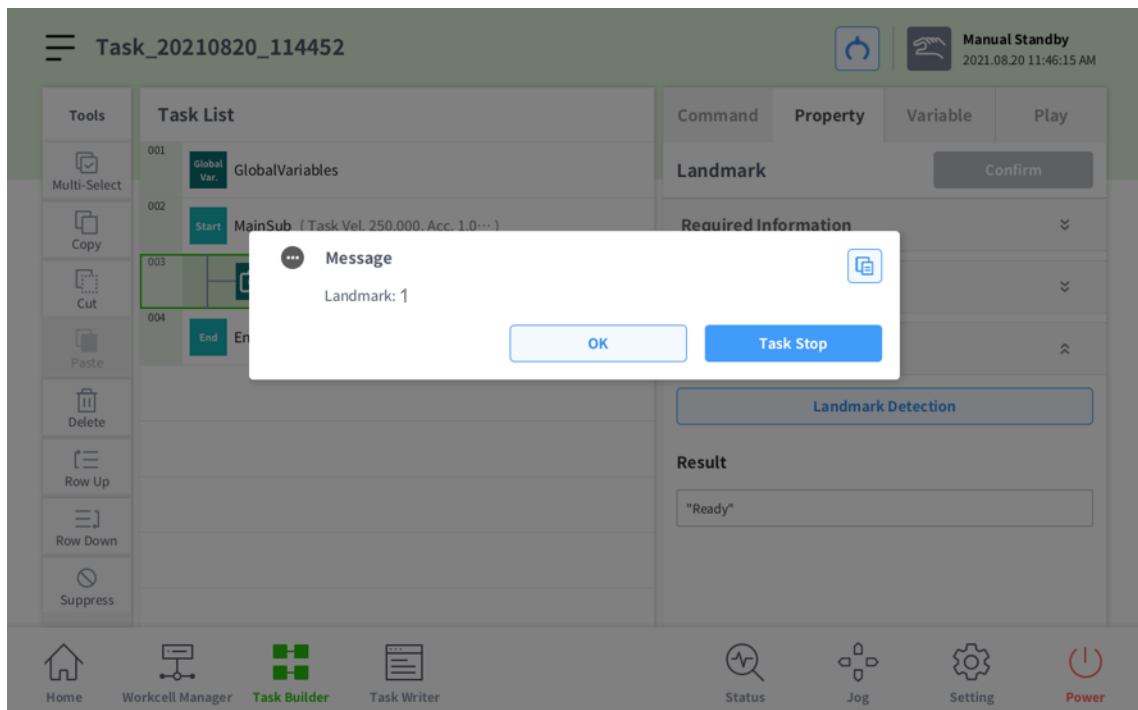 Task_20210820_114452
Manual Standby
2021.08.20 11:46:15 AM
Tools
Multi-Select
Copy
Cut
Paste
Delete
Row Up
Row Down
Suppress
Task List
001
Global Var.
GlobalVariables
002
Start
MainSub ( Task Vel. 250.000, Acc. 1.0··· )
003
004
End
En
Command
Property
Variable
Play
Landmark
Confirm
Required Information
Message
Landmark: 1
OK
Task Stop
Landmark Detection
Result
"Ready"
Home
Workcell Manager
Task Builder
Task Writer
Status
Jog
Setting
Power